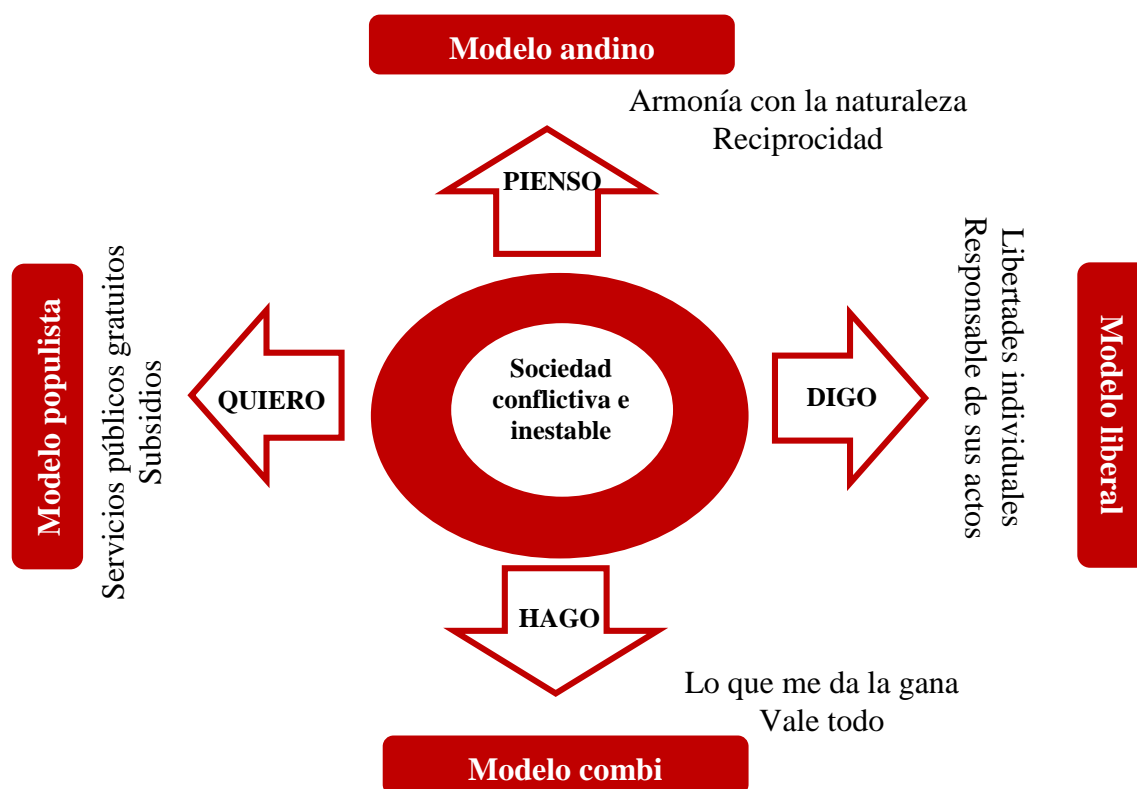 Modelo andino
Armonía con la naturaleza
Reciprocidad
PIENSO
Modelo populista
Servicios públicos gratuitos
Subsidios
QUIERO
Sociedad
conflictiva e
inestable
DIGO
Libertades individuales
Responsable de sus actos
Modelo liberal
HAGO
Lo que me da la gana
Vale todo
Modelo combi